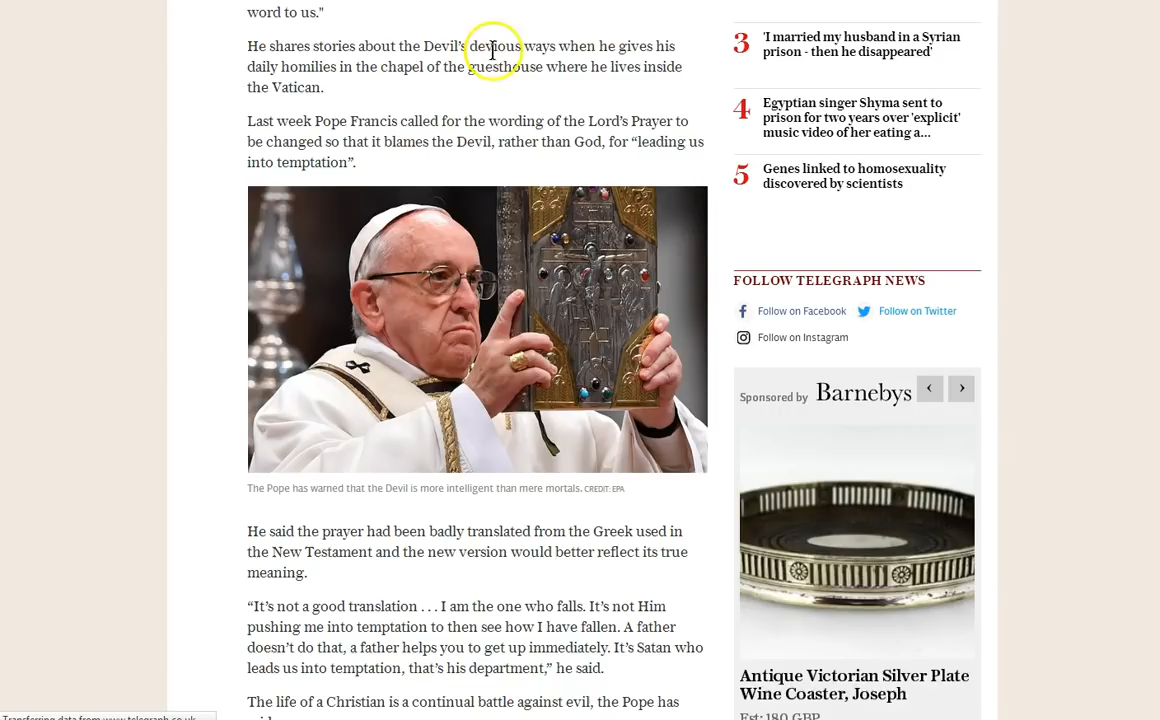 word to us."
He shares stories about the Devil’s devious ways when he gives his
daily homilies in the chapel of the guesthouse where he lives inside
the Vatican.
Last week Pope Francis called for the wording of the Lord’s Prayer to
be changed so that it blames the Devil, rather than God, for “leading us
into temptation”.
The Pope has warned that the Devil is more intelligent than mere mortals. CREDIT: EPA
He said the prayer had been badly translated from the Greek used in
the New Testament and the new version would better reflect its true
meaning.
“It’s not a good translation . . . I am the one who falls. It’s not Him
pushing me into temptation to then see how I have fallen. A father
doesn’t do that, a father helps you to get up immediately. It’s Satan who
leads us into temptation, that’s his department,” he said.
The life of a Christian is a continual battle against evil, the Pope has
3 'I married my husband in a Syrian
prison - then he disappeared'
4 Egyptian singer Shyma sent to
prison for two years over 'explicit'
music video of her eating a...
5 Genes linked to homosexuality
discovered by scientists
FOLLOW TELEGRAPH NEWS
Follow on Facebook Follow on Twitter
Follow on Instagram
Sponsored by Barnebys
Antique Victorian Silver Plate
Wine Coaster, Joseph
Est: 180 GBP
Transferring data from www.telegraph.co.uk